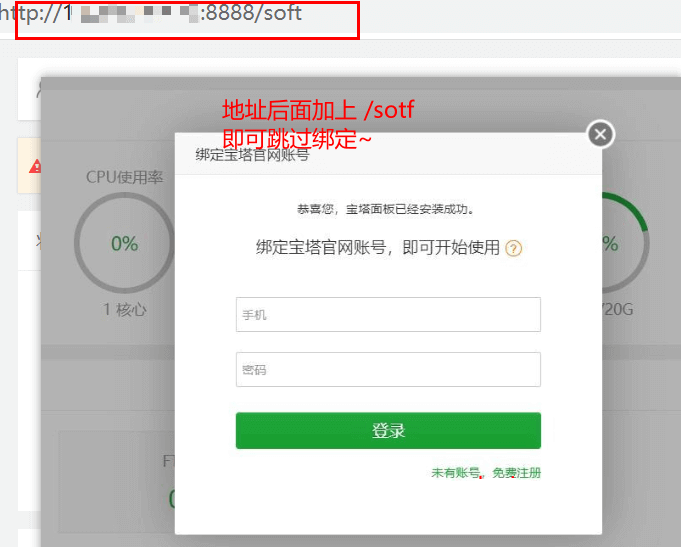 http://1 :8888/soft
地址后面加上 /sotf
即可跳过绑定~
绑定宝塔官网账号
CPU使用率
恭喜您，宝塔面板已经安装成功。
绑定宝塔官网账号，即可开始使用 ?
0%
%
手机
1 核心
/20G
密码
登录
未有账号，免费注册